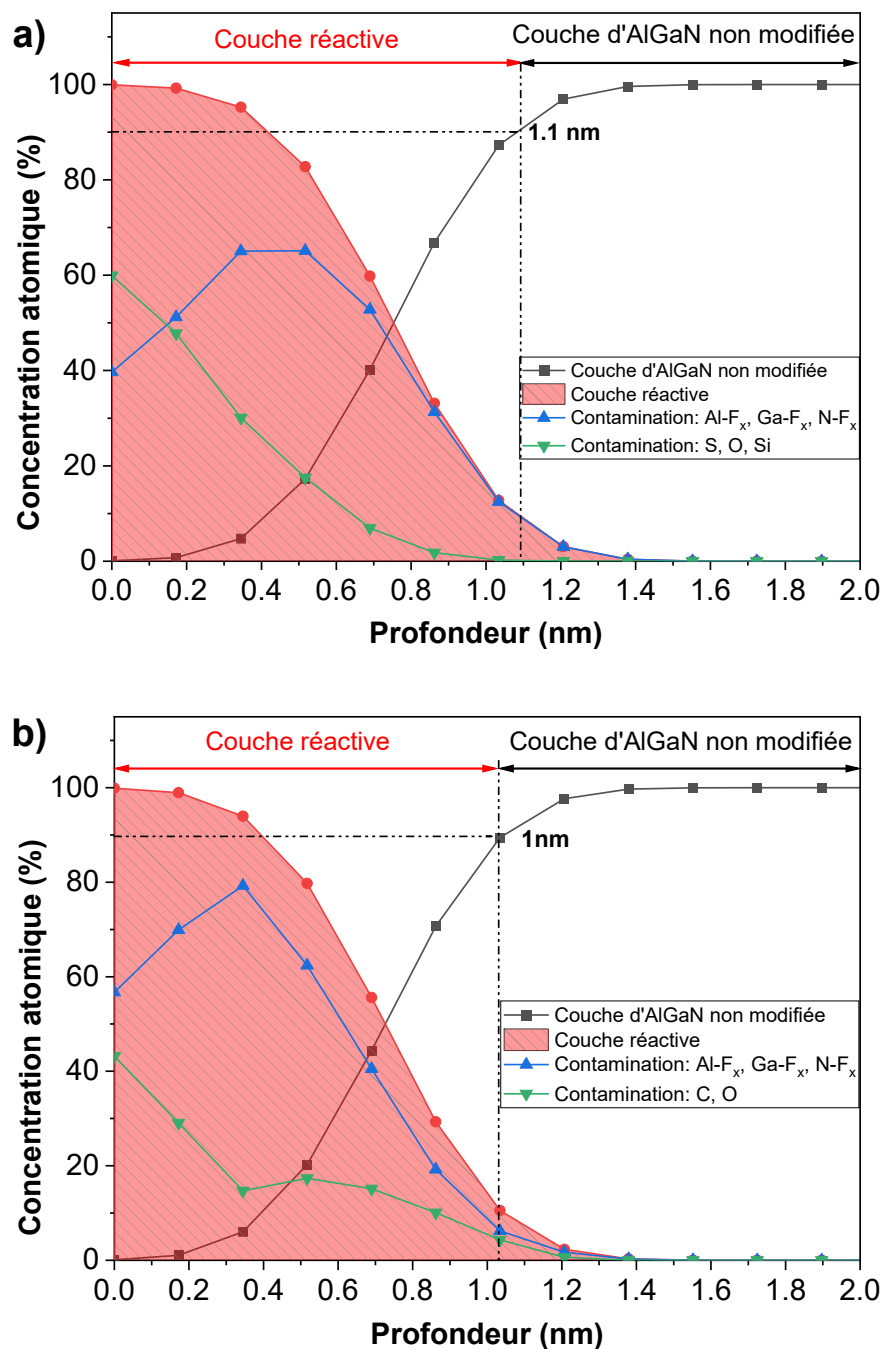 a)
Couche réactive
Couche d'AlGaN non modifiée
100
80
60
40
20
0
Concentration atomique (%)
1.1 nm
Couche d'AlGaN non modifiée
Couche réactive
Contamination: Al-Fx, Ga-Fx, N-Fx
Contamination: S, O, Si
0.0 0.2 0.4 0.6 0.8 1.0 1.2 1.4 1.6 1.8 2.0
Profondeur (nm)
b)
Couche réactive
Couche d'AlGaN non modifiée
100
80
60
40
20
0
Concentration atomique (%)
1nm
Couche d'AlGaN non modifiée
Couche réactive
Contamination: Al-Fx, Ga-Fx, N-Fx
Contamination: C, O
0.0 0.2 0.4 0.6 0.8 1.0 1.2 1.4 1.6 1.8 2.0
Profondeur (nm)